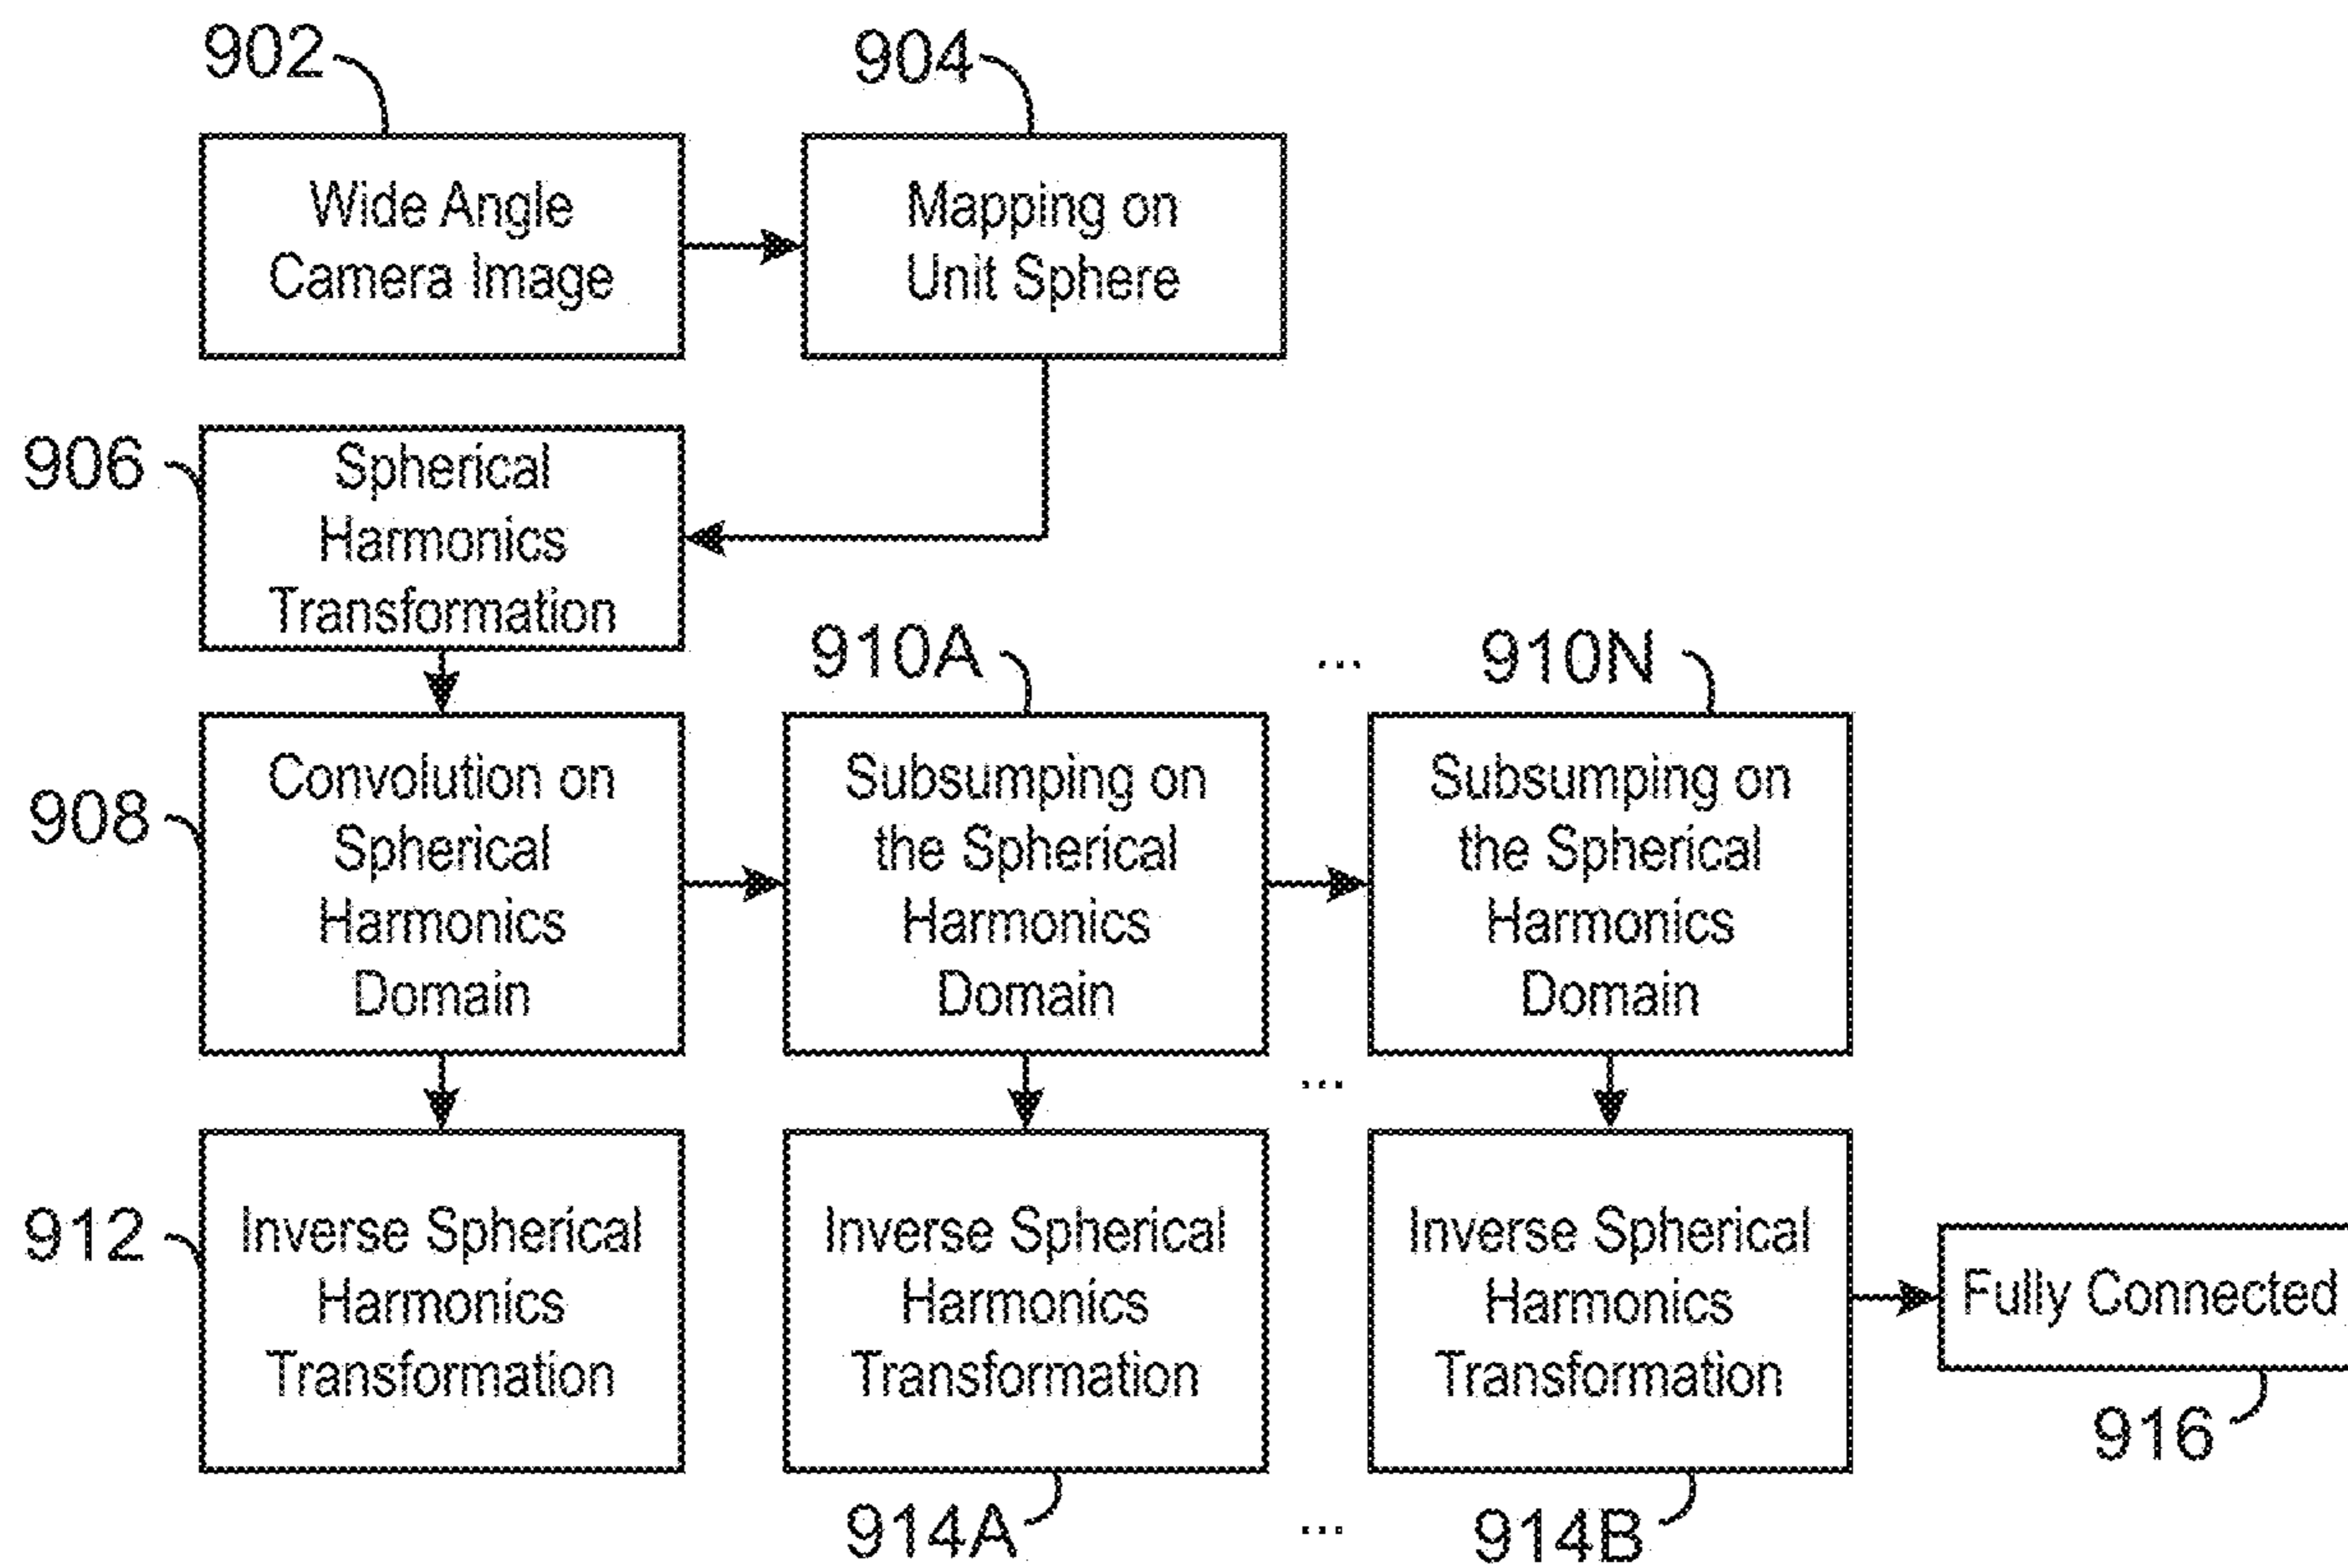 902
904
Wide Angle
Camera Image
Mapping on
Unit Sphere
906
Spherical
Harmonics
Transformation
910A
...
910N
908
Convolution on
Spherical
Harmonics
Domain
Subsumping on
the Spherical
Harmonics
Domain
Subsumping on
the Spherical
Harmonics
Domain
...
912
Inverse Spherical
Harmonics
Transformation
Inverse Spherical
Harmonics
Transformation
Inverse Spherical
Harmonics
Transformation
Fully Connected
916
914A
...
914B